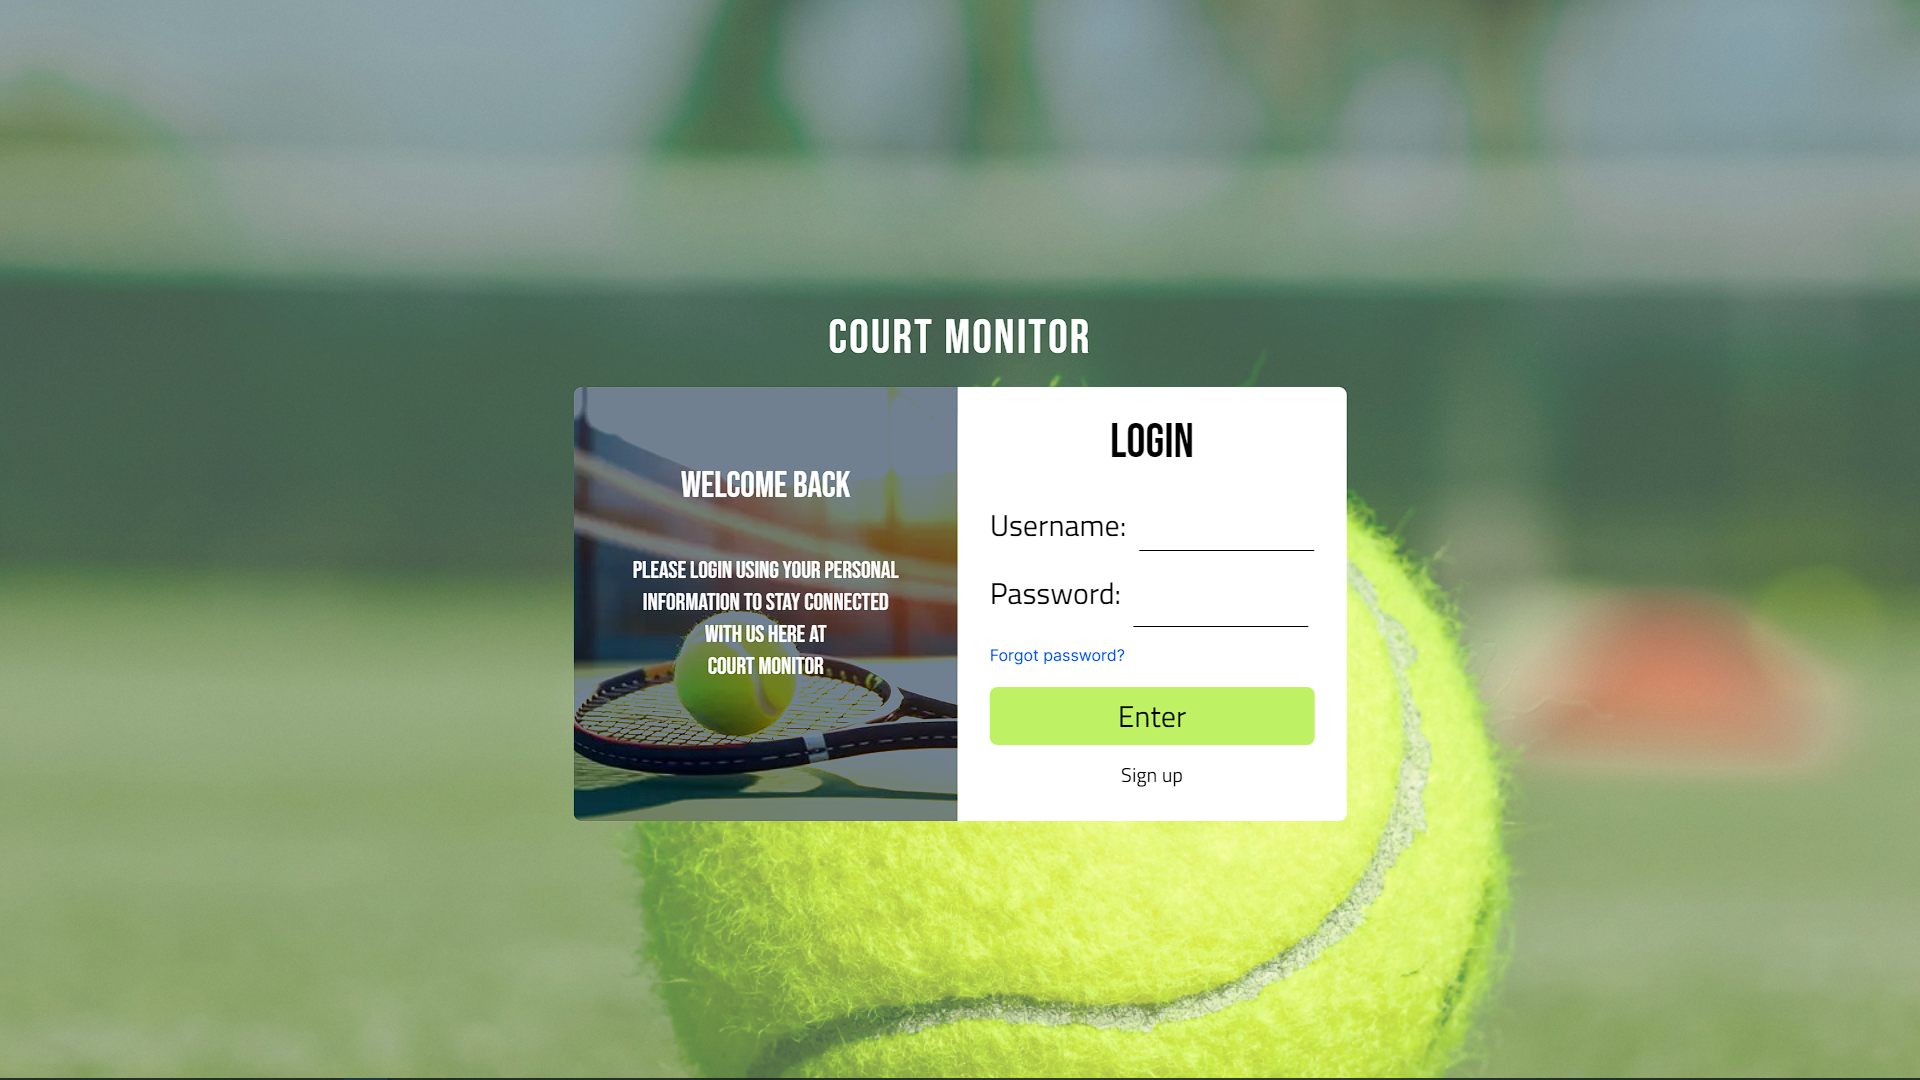 COURT MONITOR
WELCOME BACK
PLEASE LOGIN USING YOUR PERSONAL
INFORMATION TO STAY CONNECTED
WITH US HERE AT
COURT MONITOR
LOGIN
Username:
Password:
Forgot password?
Enter
Sign up